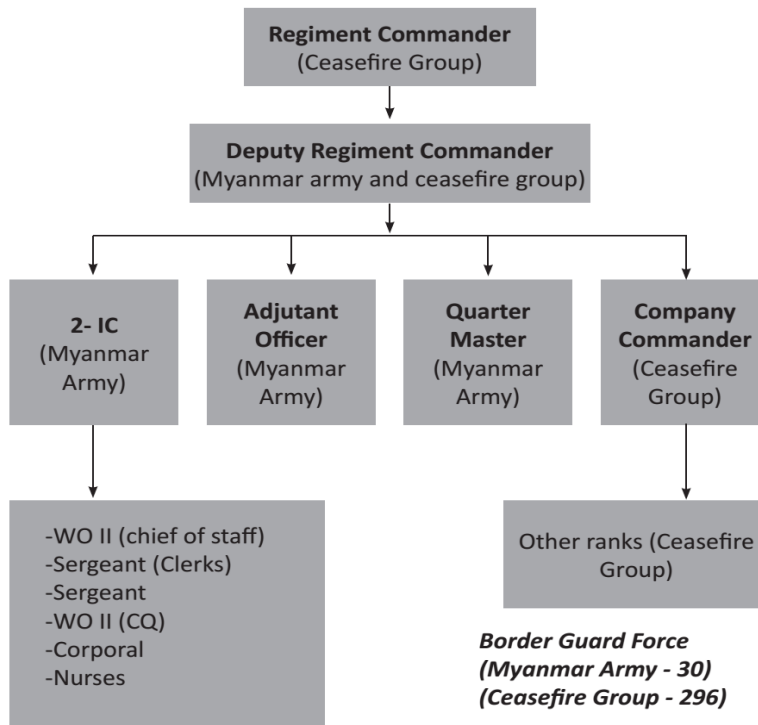 Regiment Commander
(Ceasefire Group)
Deputy Regiment Commander
(Myanmar army and ceasefire group)
2- IC
(Myanmar
Army)
Adjutant
Officer
(Myanmar
Army)
Quarter
Master
(Myanmar
Army)
Company
Commander
(Ceasefire
Group)
-WO II (chief of staff)
-Sergeant (Clerks)
-Sergeant
-WO II (CQ)
-Corporal
-Nurses
Other ranks (Ceasefire
Group)
Border Guard Force
(Myanmar Army - 30)
(Ceasefire Group - 296)